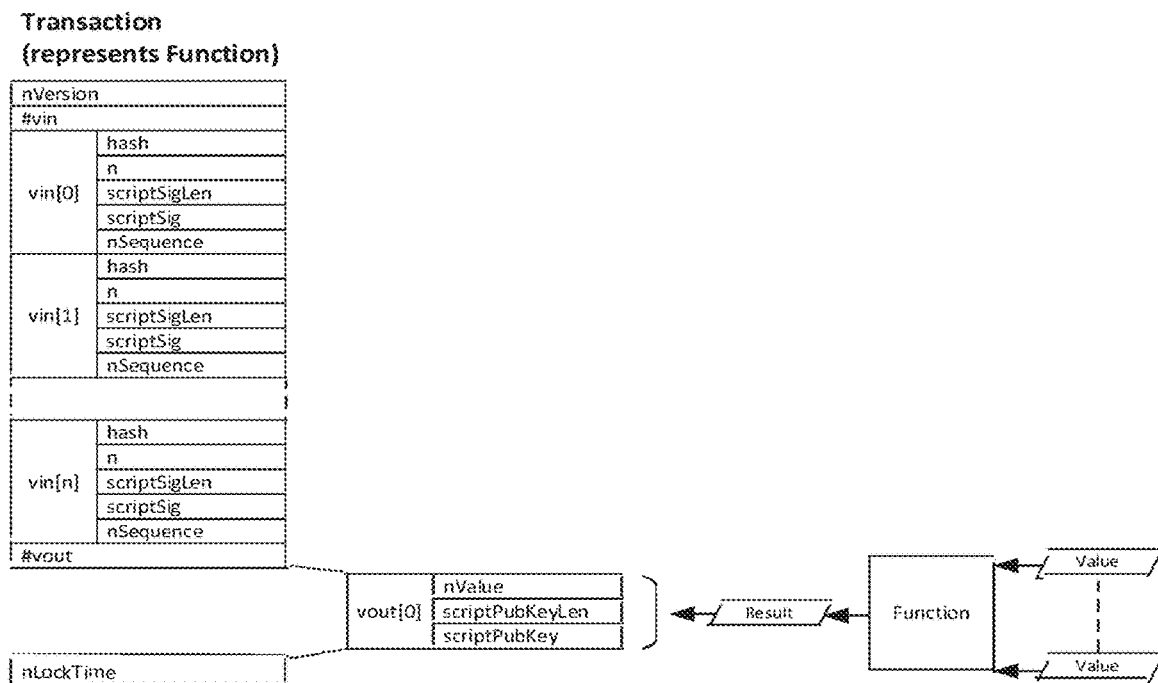 Transaction
(represents Function)
nVersion
#vin
vin[0]
hash
n
scriptSigLen
scriptSig
nSequence
vin[1]
hash
n
scriptSigLen
scriptSig
nSequence
vin[n]
hash
n
scriptSigLen
scriptSig
nSequence
#vout
vout[0]
nValue
scriptPubKeyLen
scriptPubKey
Result
Function
Value
Value
nLockTime